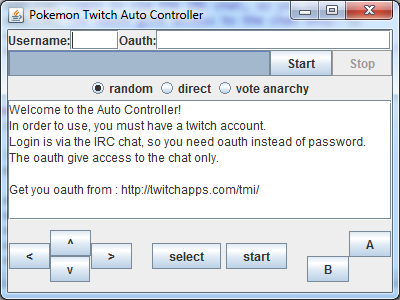 Pokemon Twitch Auto Controller
Username: Oauth:
Start Stop
random direct vote anarchy
Welcome to the Auto Controller!
In order to use, you must have a twitch account.
Login is via the IRC chat, so you need oauth instead of password.
The oauth give access to the chat only.
Get you oauth from : http://twitchapps.com/tmi/
^
< > select start A
v B